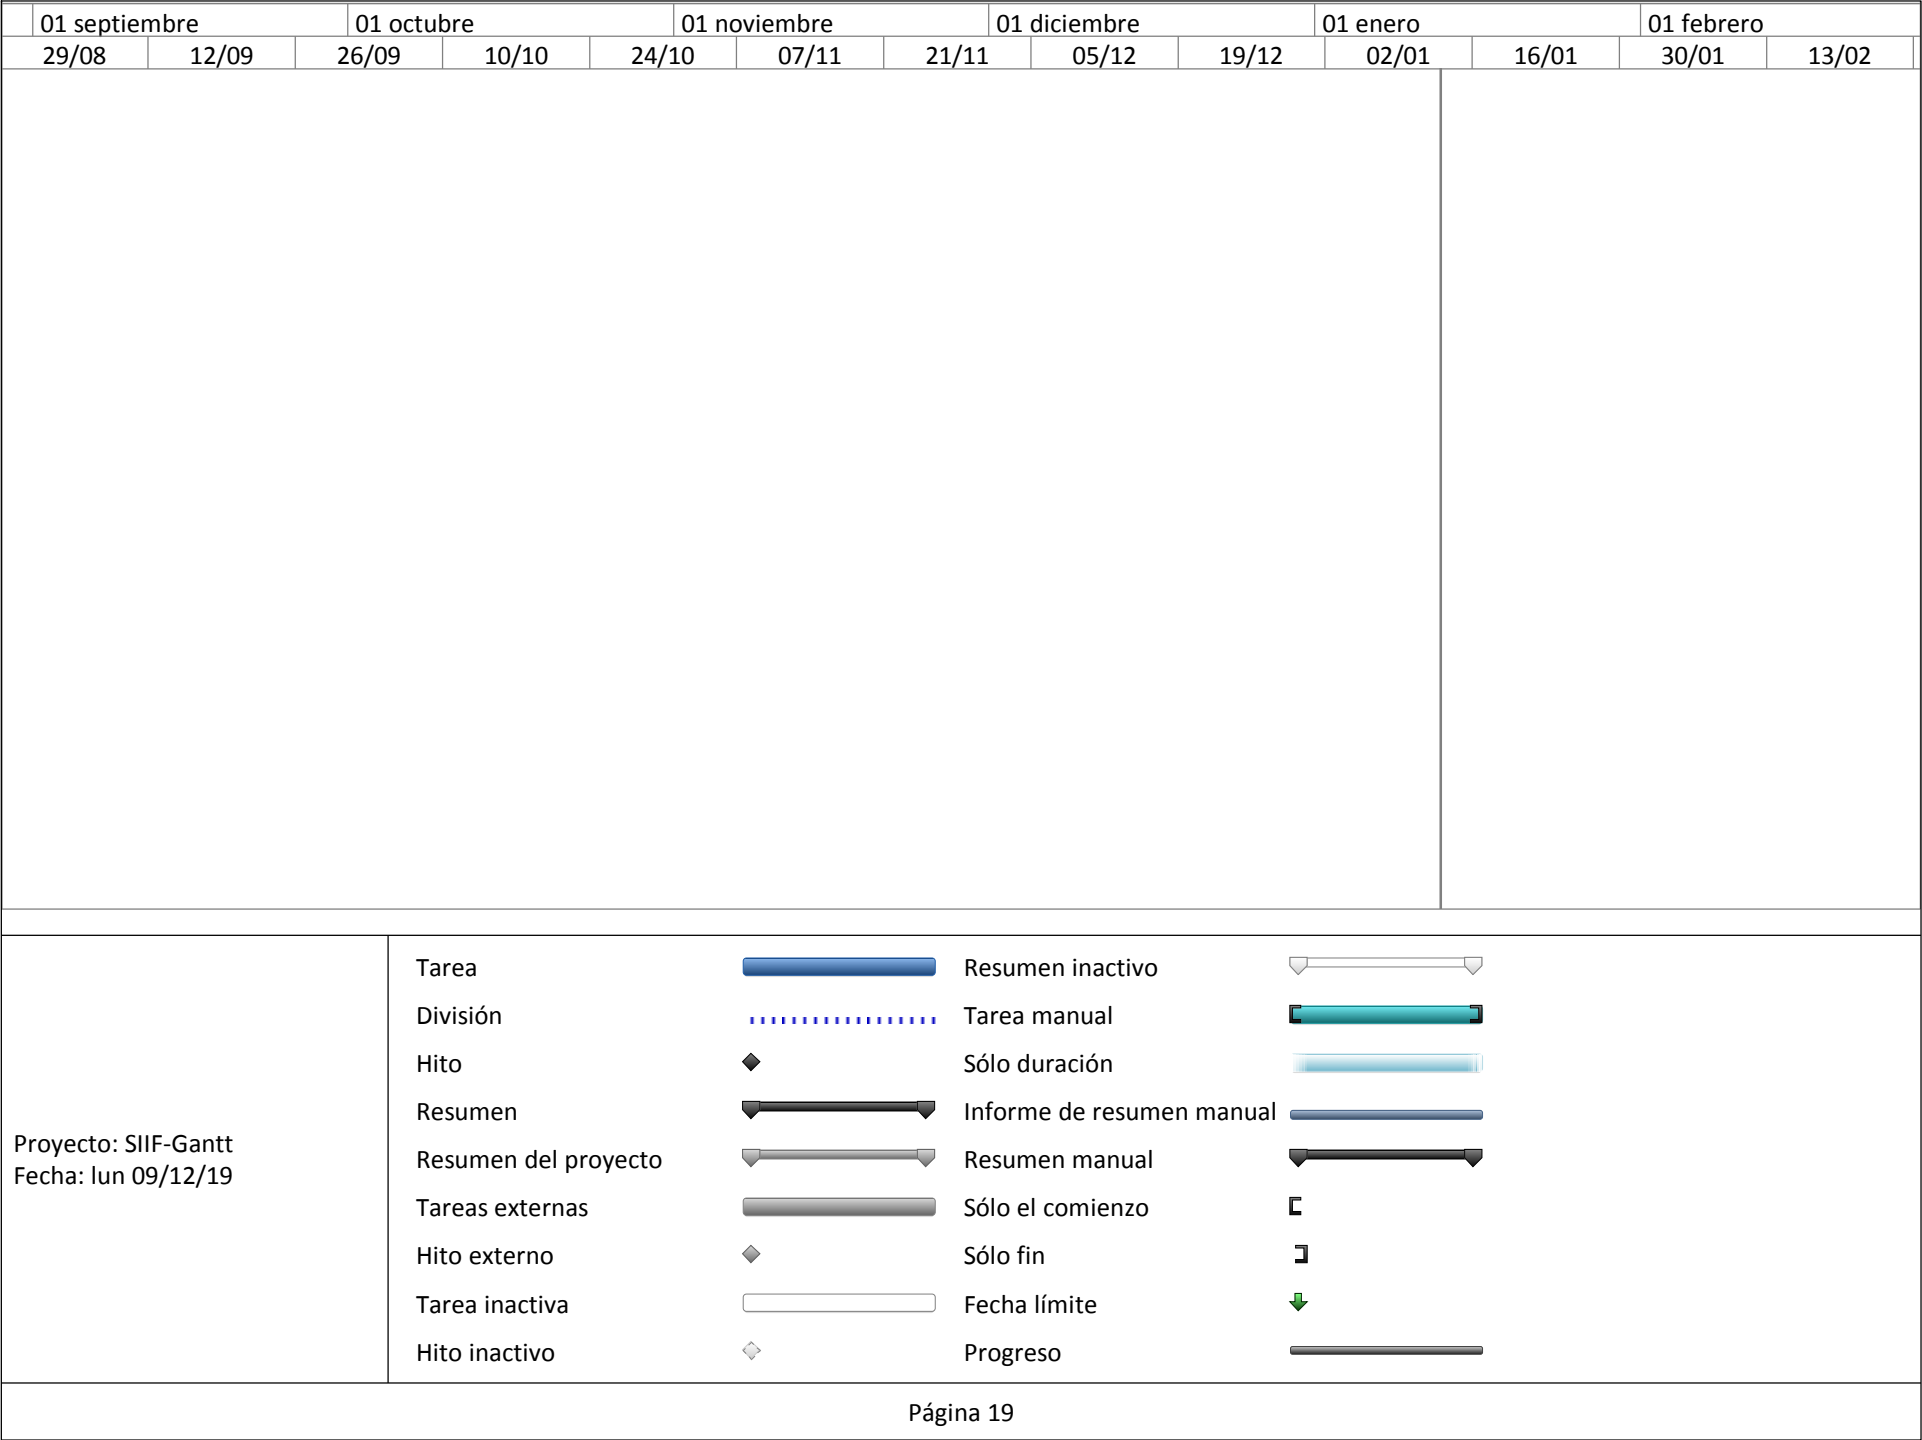 01 septiembre 01 octubre 01 noviembre 01 diciembre 01 enero 01 febrero
29/08 12/09 26/09 10/10 24/10 07/11 21/11 05/12 19/12 02/01 16/01 30/01 13/02
Proyecto: SIIF-Gantt
Fecha: lun 09/12/19
Tarea
División
Hito
Resumen
Resumen del proyecto
Tareas externas
Hito externo
Tarea inactiva
Hito inactivo
Resumen inactivo
Tarea manual
Sólo duración
Informe de resumen manual
Resumen manual
Sólo el comienzo
Sólo fin
Fecha límite
Progreso
Página 19